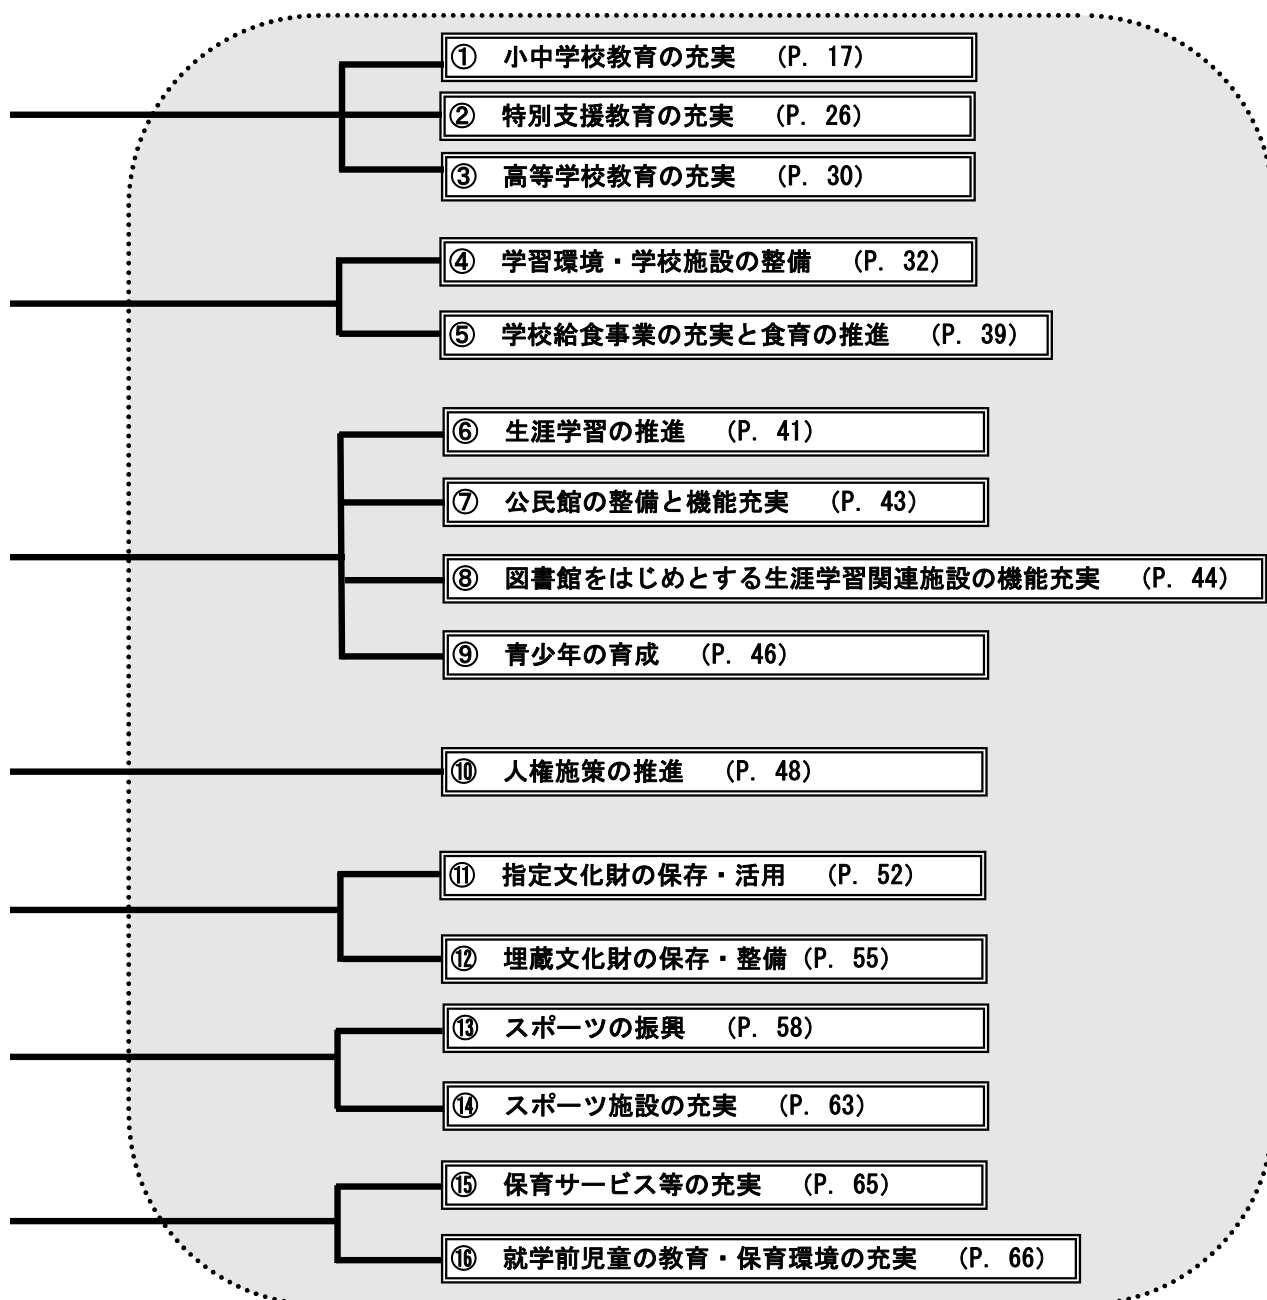 ① 小中学校教育の充実 (P. 17)
② 特別支援教育の充実 (P. 26)
③ 高等学校教育の充実 (P. 30)
④ 学習環境・学校施設の整備 (P. 32)
⑤ 学校給食事業の充実と食育の推進 (P. 39)
⑥ 生涯学習の推進 (P. 41)
⑦ 公民館の整備と機能充実 (P. 43)
⑧ 図書館をはじめとする生涯学習関連施設の機能充実 (P. 44)
⑨ 青少年の育成 (P. 46)
⑩ 人権施策の推進 (P. 48)
⑪ 指定文化財の保存・活用 (P. 52)
⑫ 埋蔵文化財の保存・整備 (P. 55)
⑬ スポーツの振興 (P. 58)
⑭ スポーツ施設の充実 (P. 63)
⑮ 保育サービス等の充実 (P. 65)
⑯ 就学前児童の教育・保育環境の充実 (P. 66)